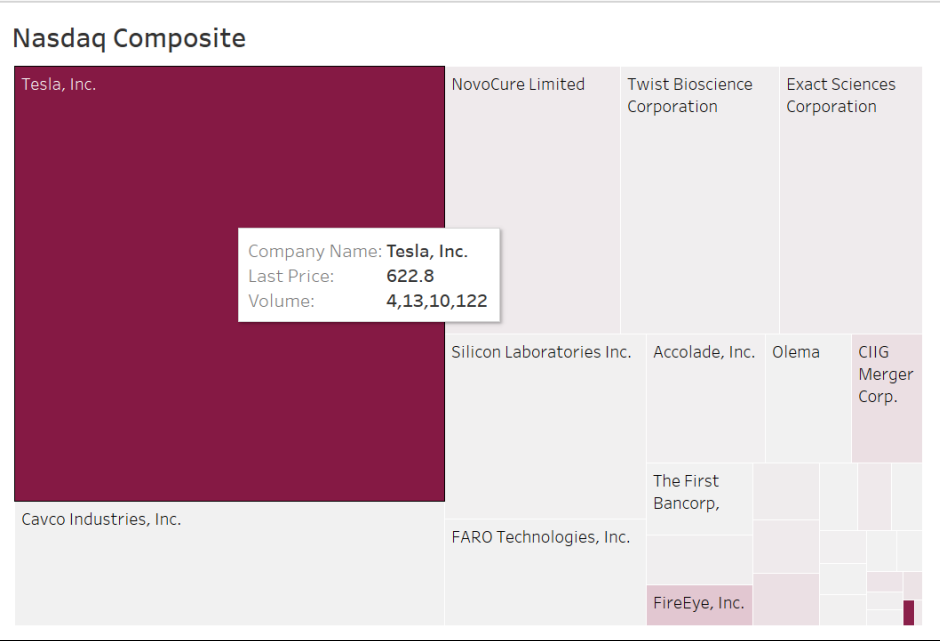 Nasdaq Composite
Tesla, Inc.
NovoCure Limited
Twist Bioscience
Corporation
Exact Sciences
Corporation
Company Name: Tesla, Inc.
Last Price: 622.8
Volume: 4,13,10,122
Silicon Laboratories Inc.
Accolade, Inc.
Olema
CIIG
Merger
Corp.
The First
Bancorp,
Cavco Industries, Inc.
FARO Technologies, Inc.
FireEye, Inc.